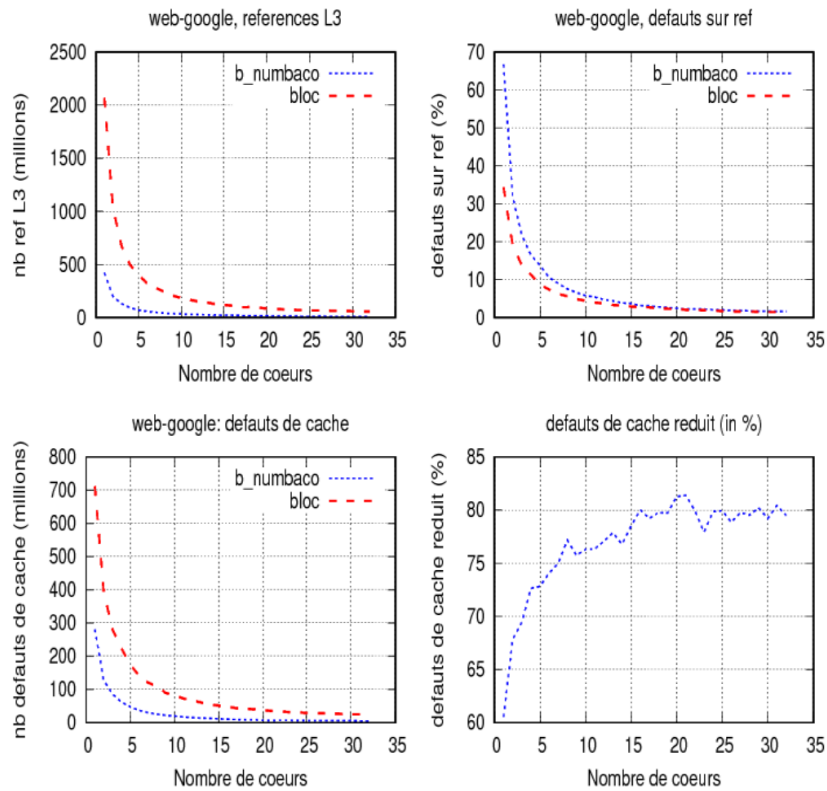 web-google, references L3
nb ref L3 (millions)
2500
2000
1500
1000
500
0
b_numbaco
bloc
0 5 10 15 20 25 30 35
Nombre de coeurs
web-google, defauts sur ref
defauts sur ref (%)
70
60
50
40
30
20
10
0
b_numbaco
bloc
0 5 10 15 20 25 30 35
Nombre de coeurs
web-google: defauts de cache
nb defauts de cache (millions)
800
700
600
500
400
300
200
100
0
b_numbaco
bloc
0 5 10 15 20 25 30 35
Nombre de coeurs
defauts de cache reduit (in %)
defauts de cache reduit (%)
85
80
75
70
65
60
0 5 10 15 20 25 30 35
Nombre de coeurs